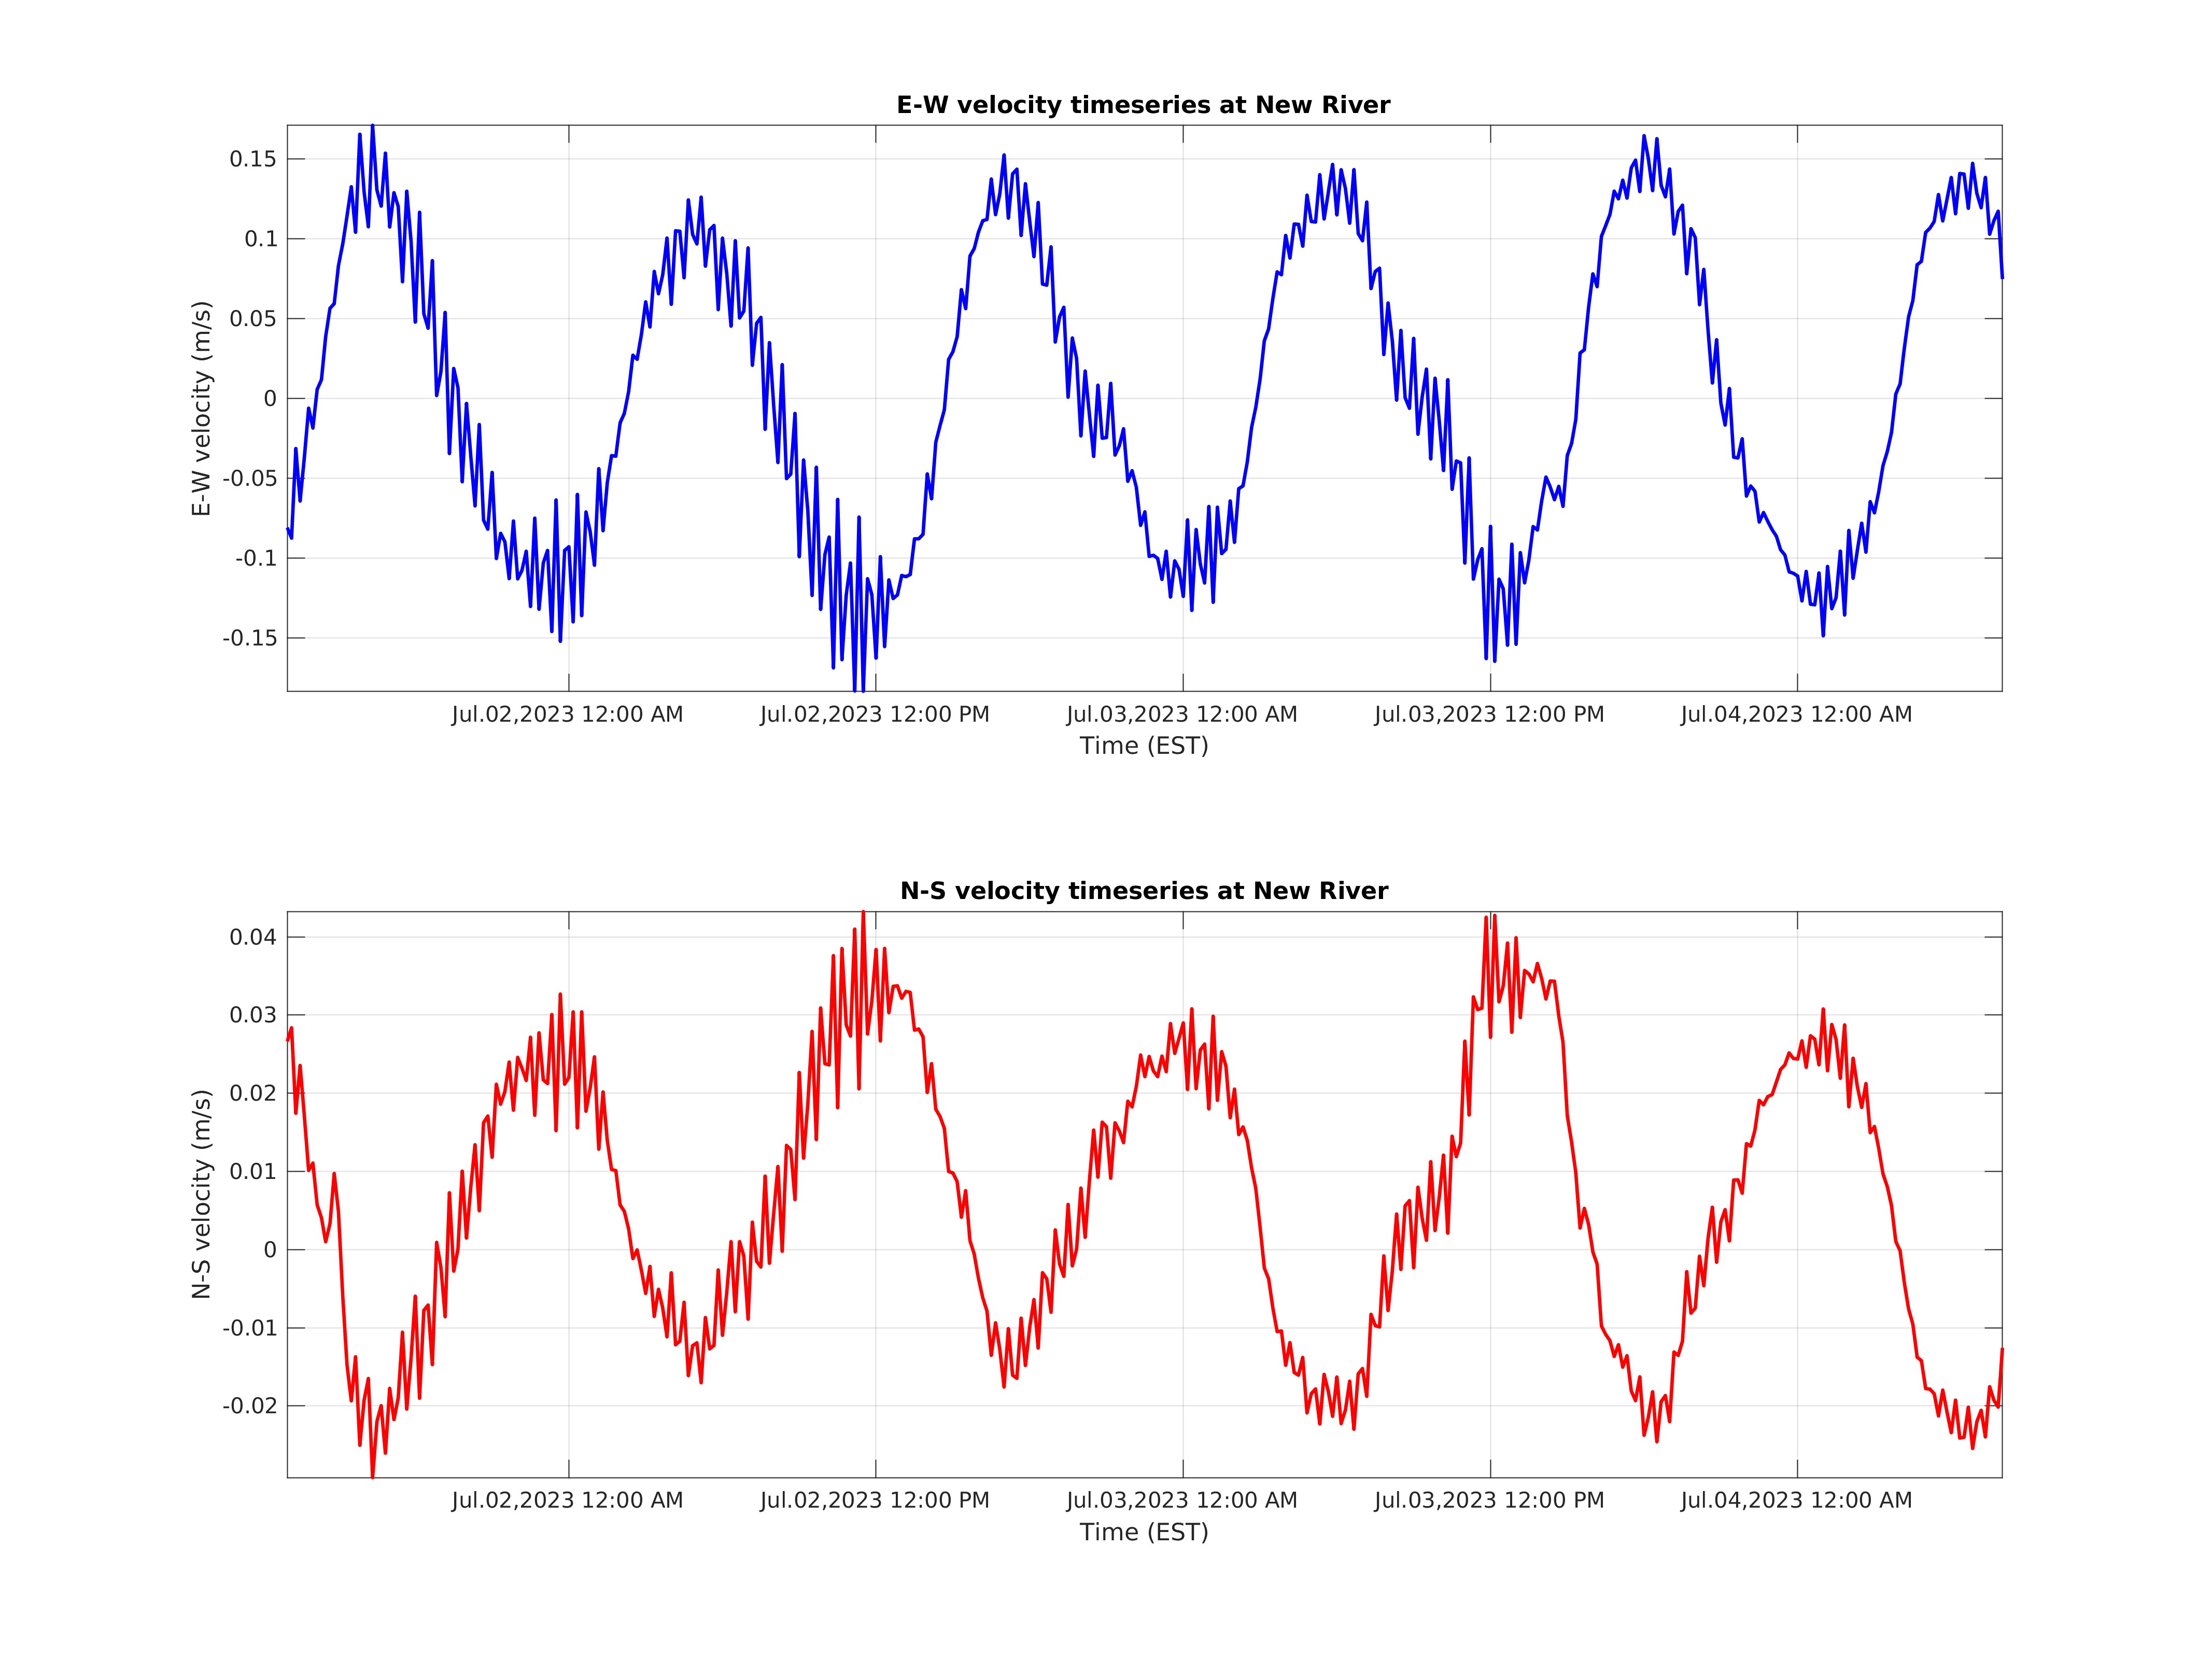 E-W velocity timeseries at New River
E-W velocity (m/s)
0.15
0.1
0.05
0
-0.05
-0.1
-0.15
Jul.02,2023 12:00 AM Jul.02,2023 12:00 PM Jul.03,2023 12:00 AM Jul.03,2023 12:00 PM Jul.04,2023 12:00 AM
Time (EST)
N-S velocity timeseries at New River
N-S velocity (m/s)
0.04
0.03
0.02
0.01
0
-0.01
-0.02
Jul.02,2023 12:00 AM Jul.02,2023 12:00 PM Jul.03,2023 12:00 AM Jul.03,2023 12:00 PM Jul.04,2023 12:00 AM
Time (EST)